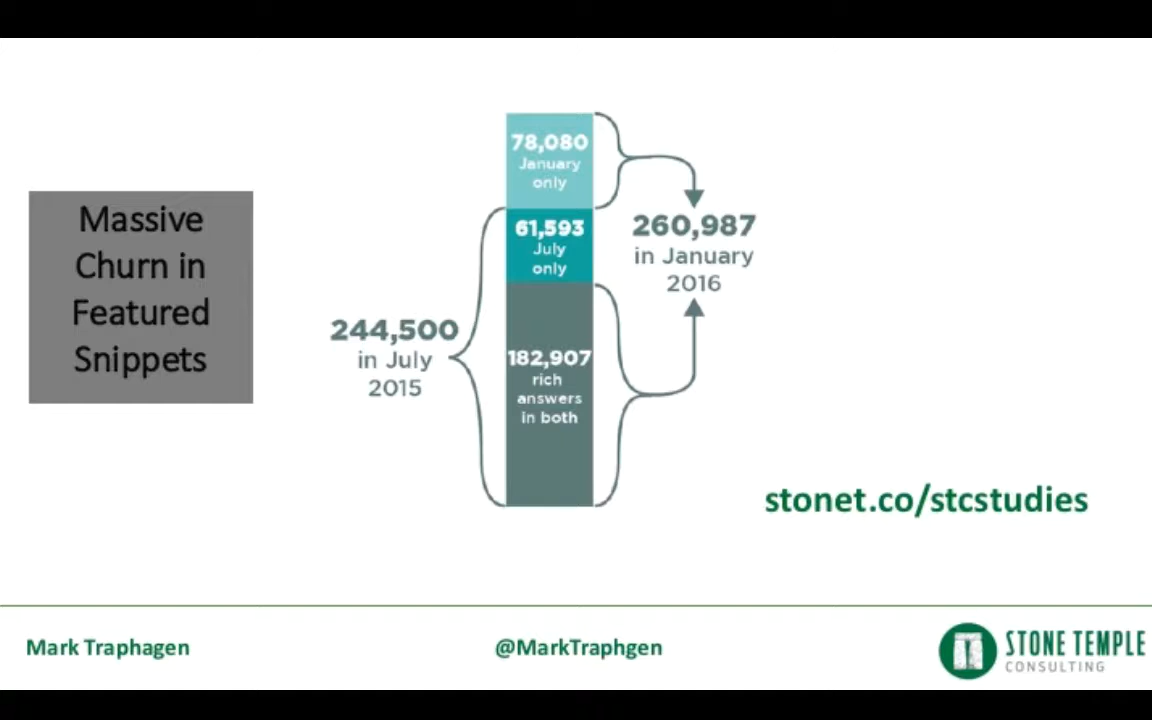 Massive
Churn in
Featured
Snippets
78,080
January
only
61,593
July
only
182,907
rich
answers
in both
244,500
in July
2015
260,987
in January
2016
stonet.co/stcstudies
Mark Traphagen
@MarkTraphgen
STONE TEMPLE
CONSULTING